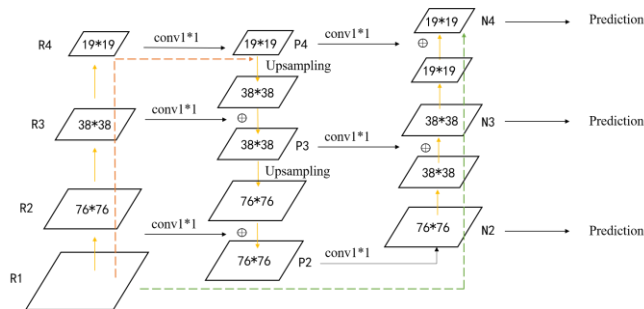 R4 19*19 conv1*1 19*19 P4 conv1*1 19*19 N4 Prediction
⊕
Upsampling
19*19
38*38
R3 38*38 conv1*1 ⊕ 38*38 N3 Prediction
38*38 P3 conv1*1 ⊕
Upsampling
38*38
R2 76*76 76*76
conv1*1 ⊕ 76*76 N2 Prediction
76*76 P2 conv1*1
R1